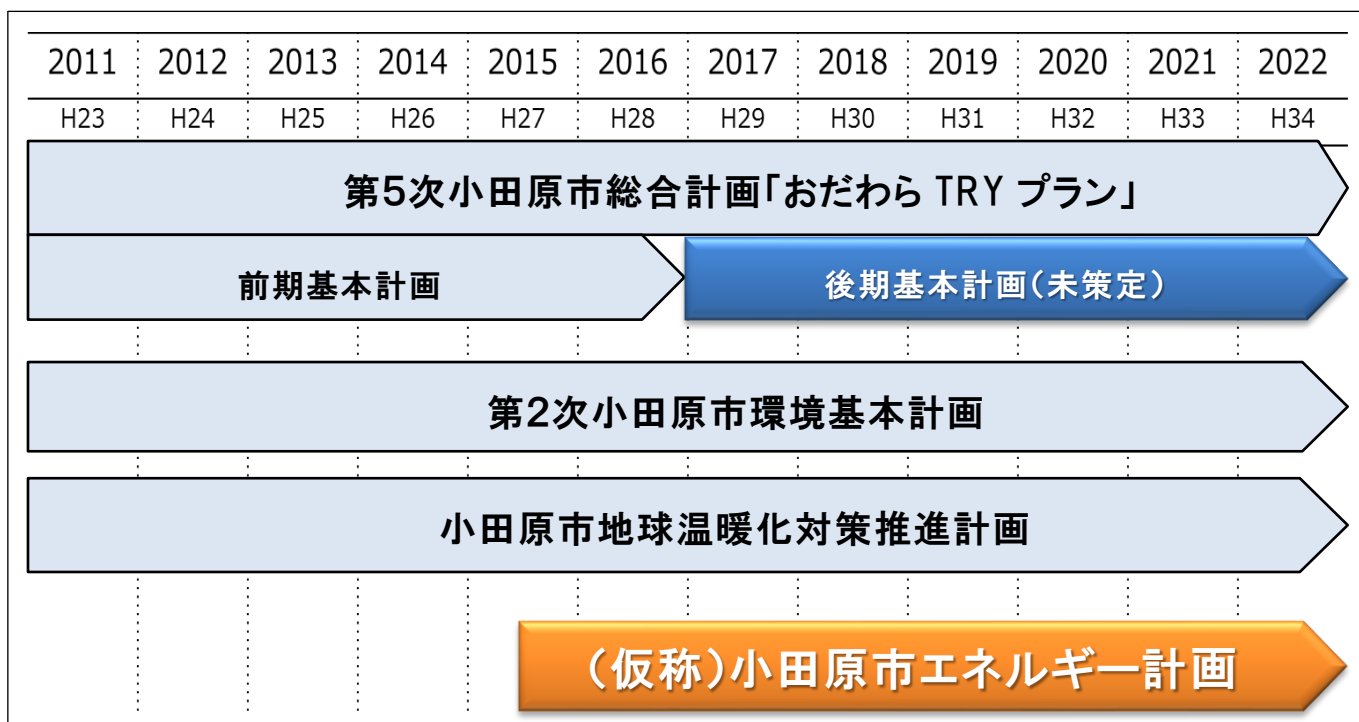 2011 2012 2013 2014 2015 2016 2017 2018 2019 2020 2021 2022
H23 H24 H25 H26 H27 H28 H29 H30 H31 H32 H33 H34
第5次小田原市総合計画「おだわら TRY プラン」
前期基本計画 後期基本計画(未策定)
第2次小田原市環境基本計画
小田原市地球温暖化対策推進計画
(仮称)小田原市エネルギー計画